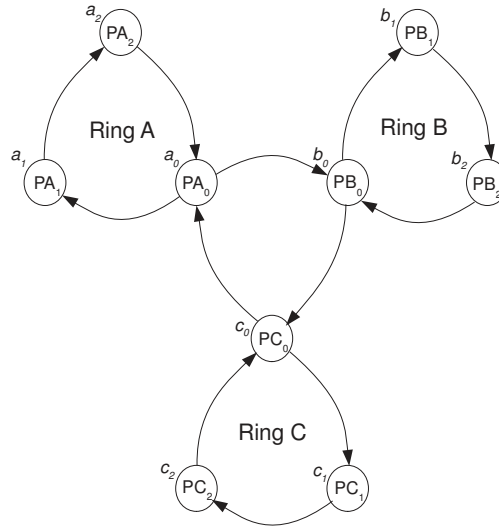 a₂
PA₂
b₁
PB₁
Ring A
Ring B
a₁
PA₁
a₀
PA₀
b₀
PB₀
b₂
PB₂
c₀
PC₀
Ring C
c₂
PC₂
c₁
PC₁